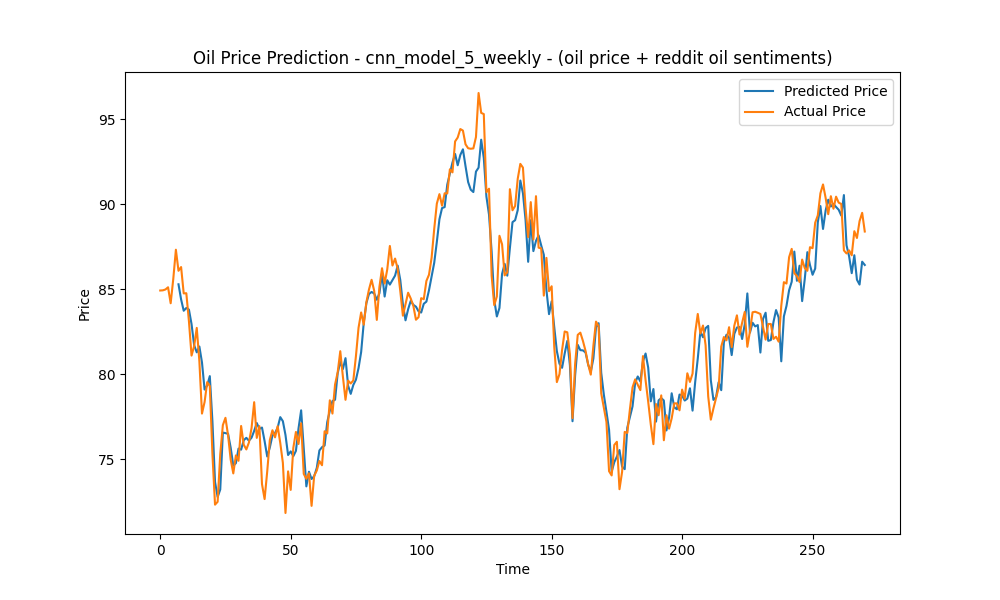 Oil Price Prediction - cnn_model_5_weekly - (oil price + reddit oil sentiments)
Predicted Price
Actual Price
95
90
85
80
75
Price
0 50 100 150 200 250
Time